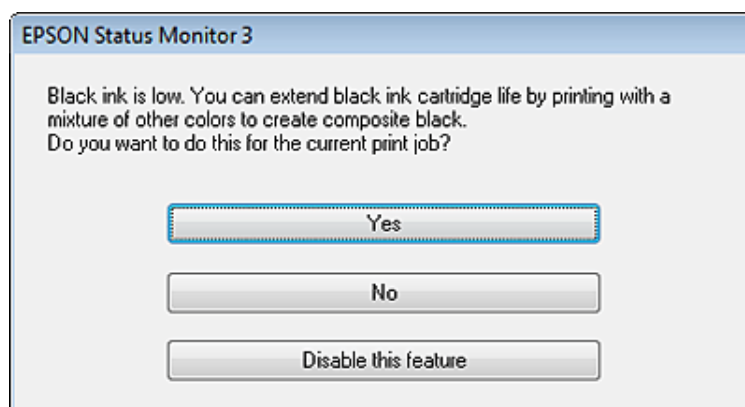 EPSON Status Monitor 3
Black ink is low. You can extend black ink cartridge life by printing with a
mixture of other colors to create composite black.
Do you want to do this for the current print job?
Yes
No
Disable this feature